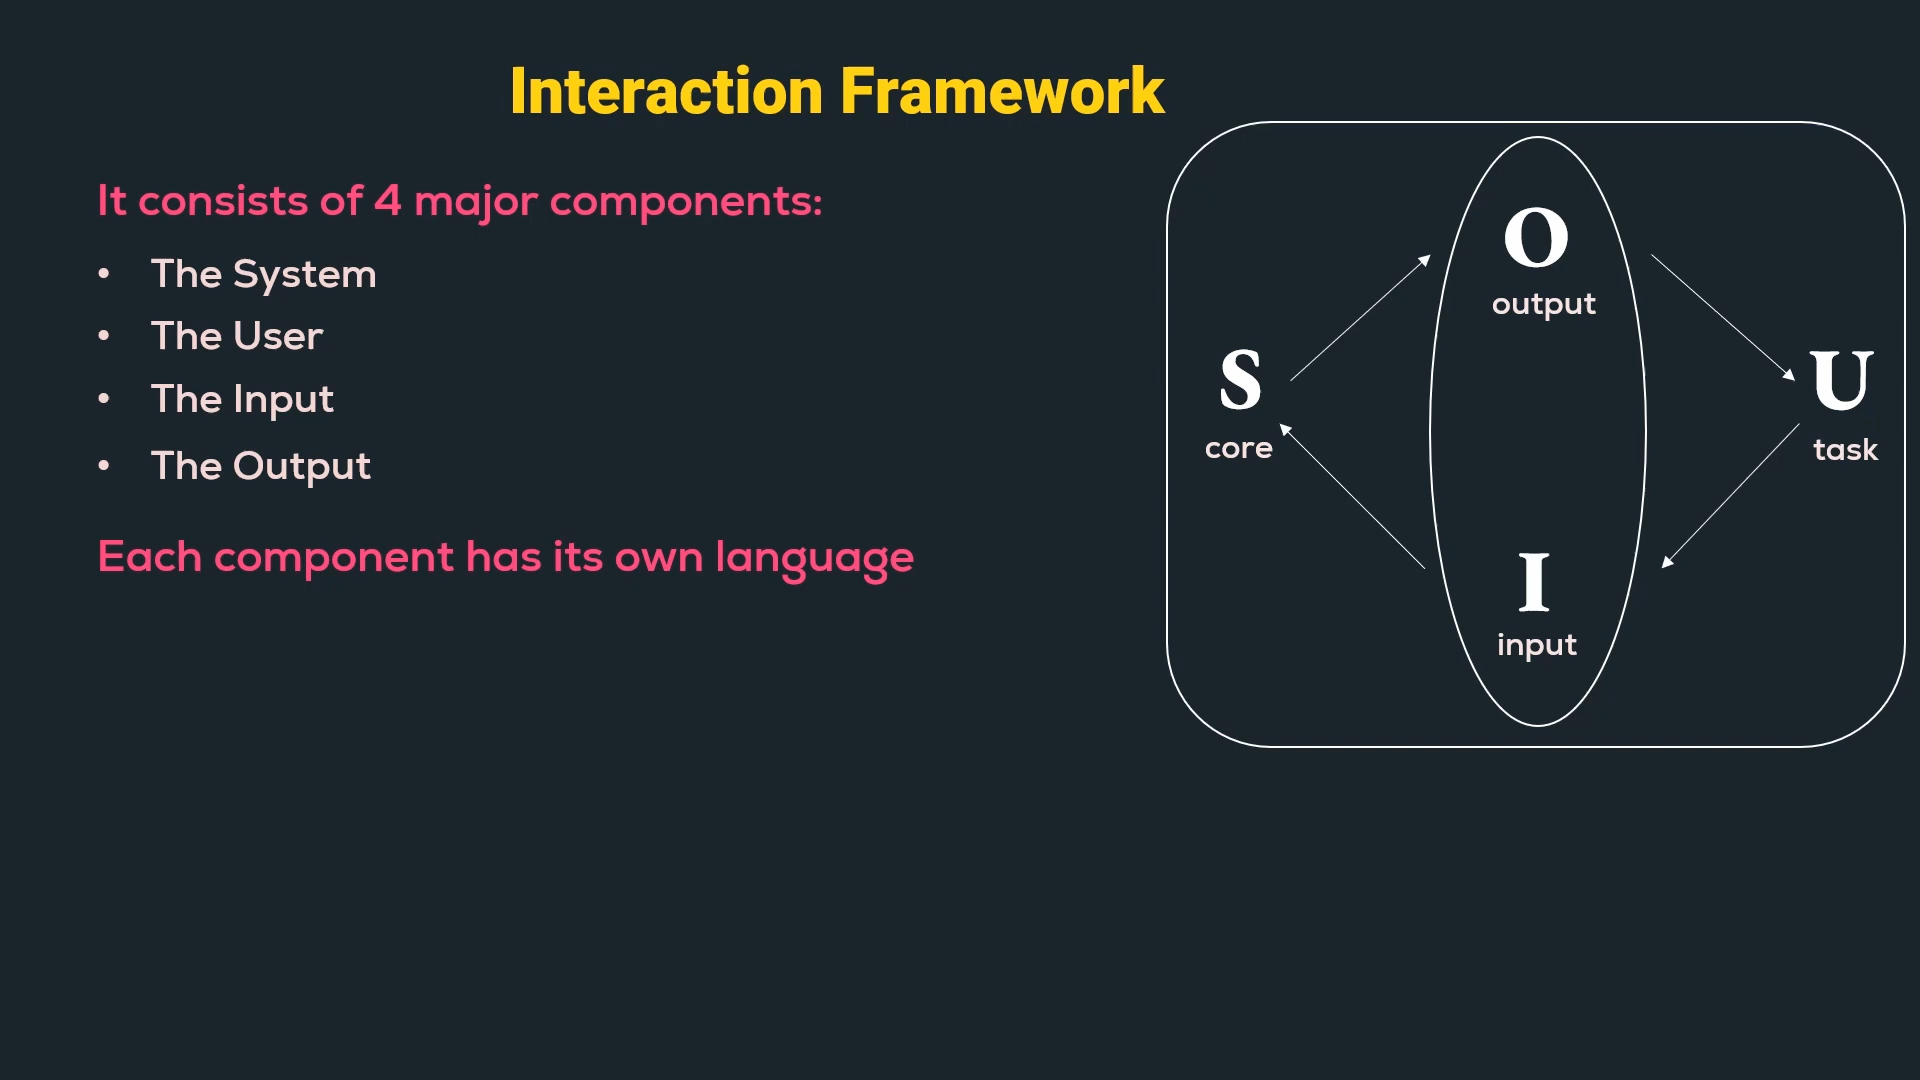 Interaction Framework
It consists of 4 major components:
• The System
• The User
• The Input
• The Output
Each component has its own language
O
output
S
core
U
task
I
input